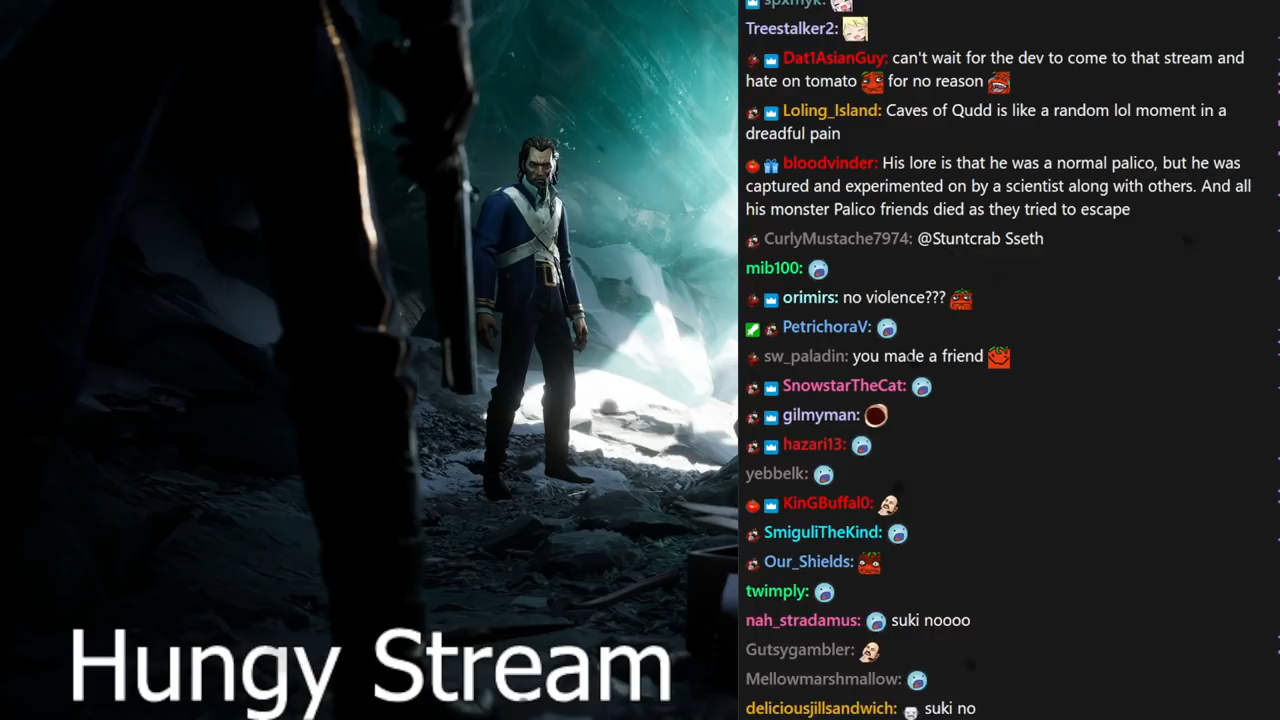 spxmyk:
Treestalker2:
Dat1AsianGuy: can't wait for the dev to come to that stream and
hate on tomato for no reason
Loling_Island: Caves of Qudd is like a random lol moment in a
dreadful pain
bloodvinder: His lore is that he was a normal palico, but he was
captured and experimented on by a scientist along with others. And all
his monster Palico friends died as they tried to escape
CurlyMustache7974: @Stuntcrab Sseth
mib100:
orimirs: no violence???
PetrichoraV:
sw_paladin: you made a friend
SnowstarTheCat:
gilmyman:
hazari13:
yebbelk:
KinGBuffal0:
SmiguliTheKind:
Our_Shields:
twimply:
nah_stradamus: suki noooo
Gutsygambler:
Mellowmarshmallow:
deliciousjillsandwich: suki no
Hungy Stream